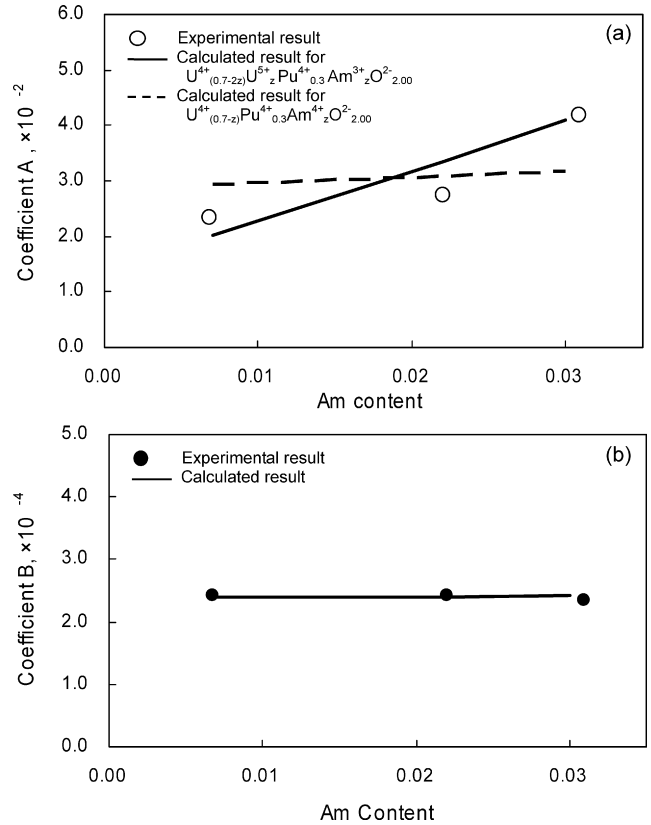 6.0
(a)
Experimental result
5.0
Calculated result for
U4+(0.7-2z)U5+zPu4+0.3 Am3+zO2-2.00
Calculated result for
4.0
U4+(0.7-z)Pu4+0.3Am4+zO2-2.00
3.0
2.0
1.0
0.0
Coefficient A , ×10 -2
0.00 0.01 0.02 0.03
Am content
5.0
Experimental result (b)
Calculated result
4.0
3.0
2.0
1.0
0.0
Coefficient B, ×10 -4
0.00 0.01 0.02 0.03
Am Content